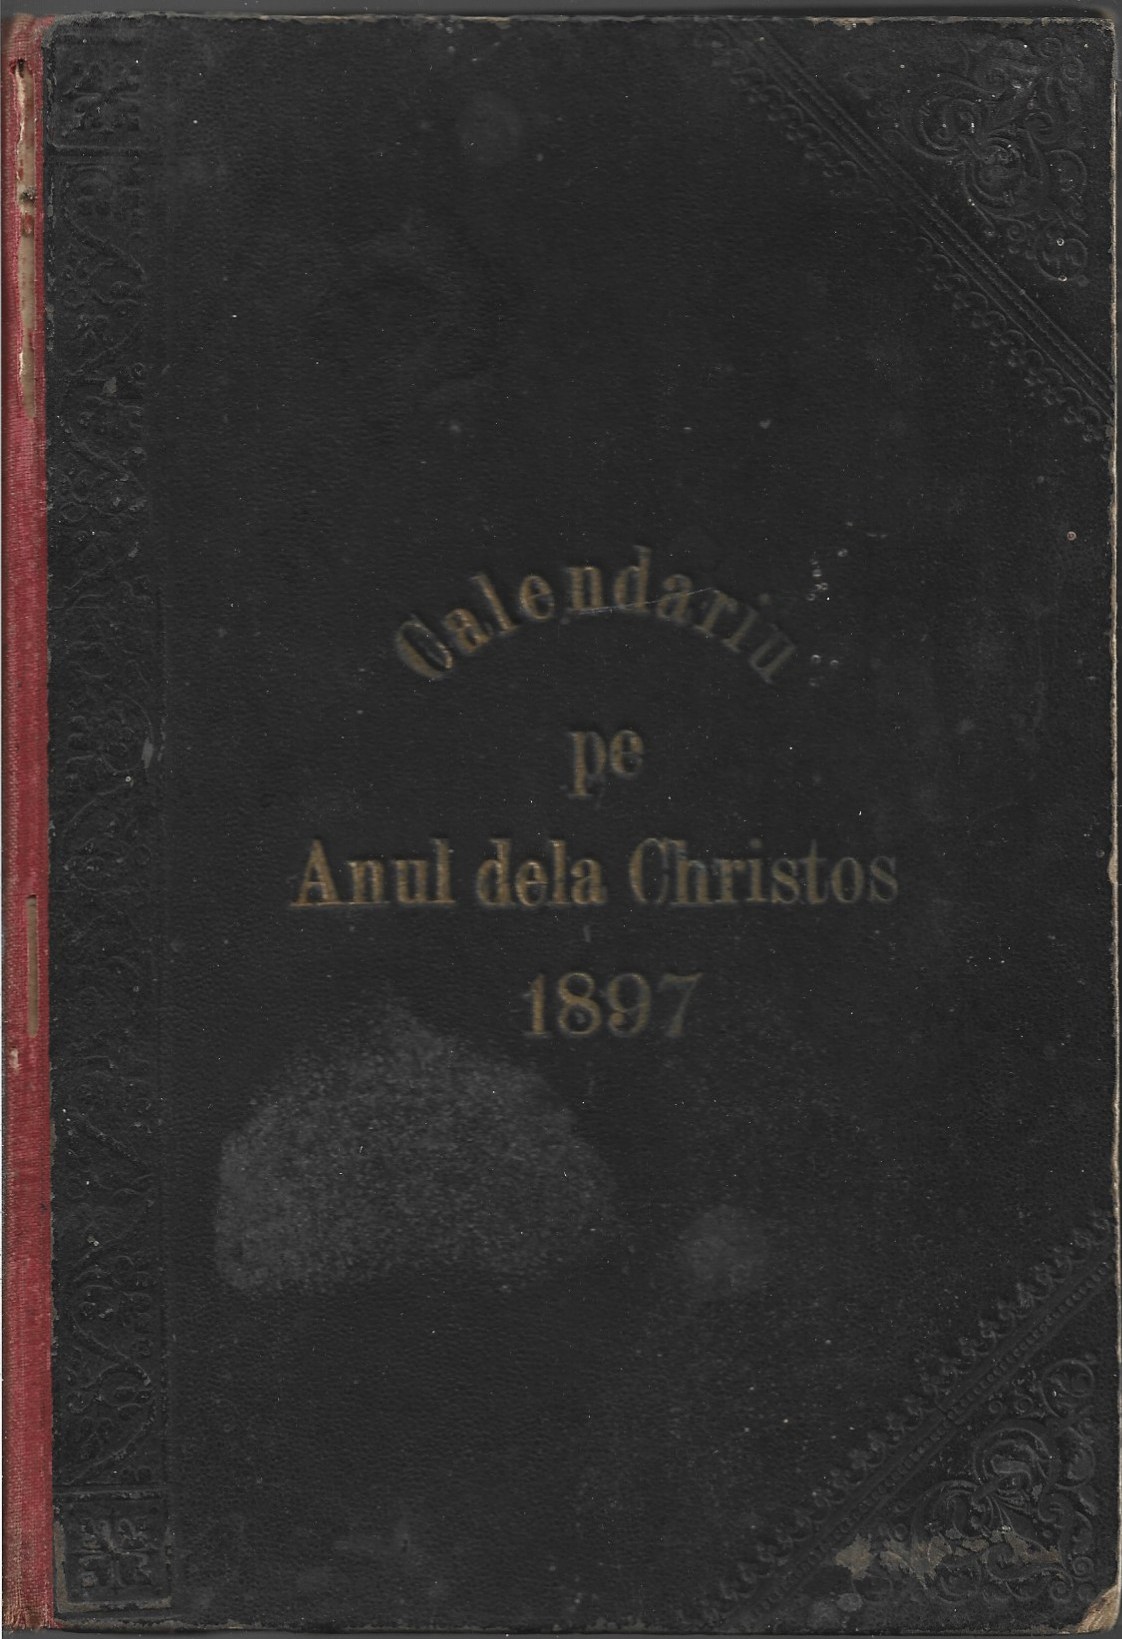 Calendariu
pe
Anul dela Christos
1897